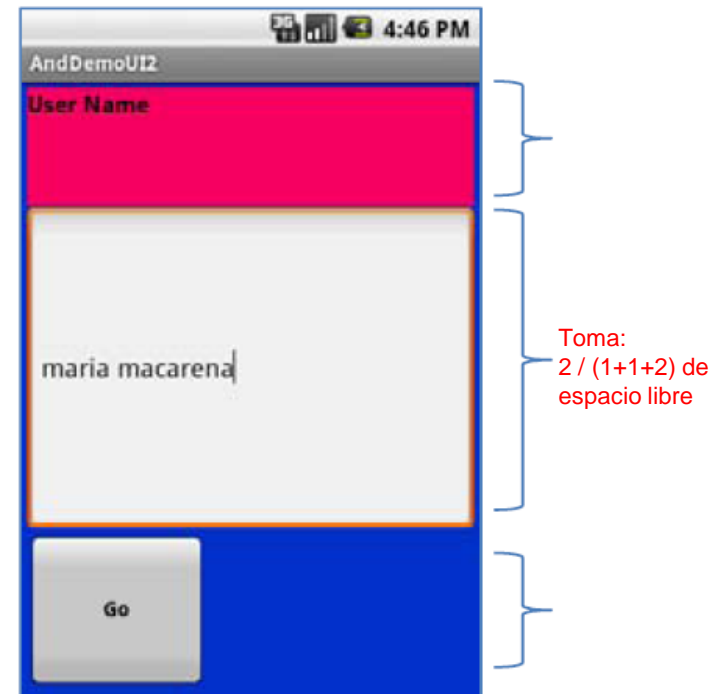 4:46 PM
AndDemoUI2
User Name
maria macarena
Toma:
2 / (1+1+2) de
espacio libre
Go